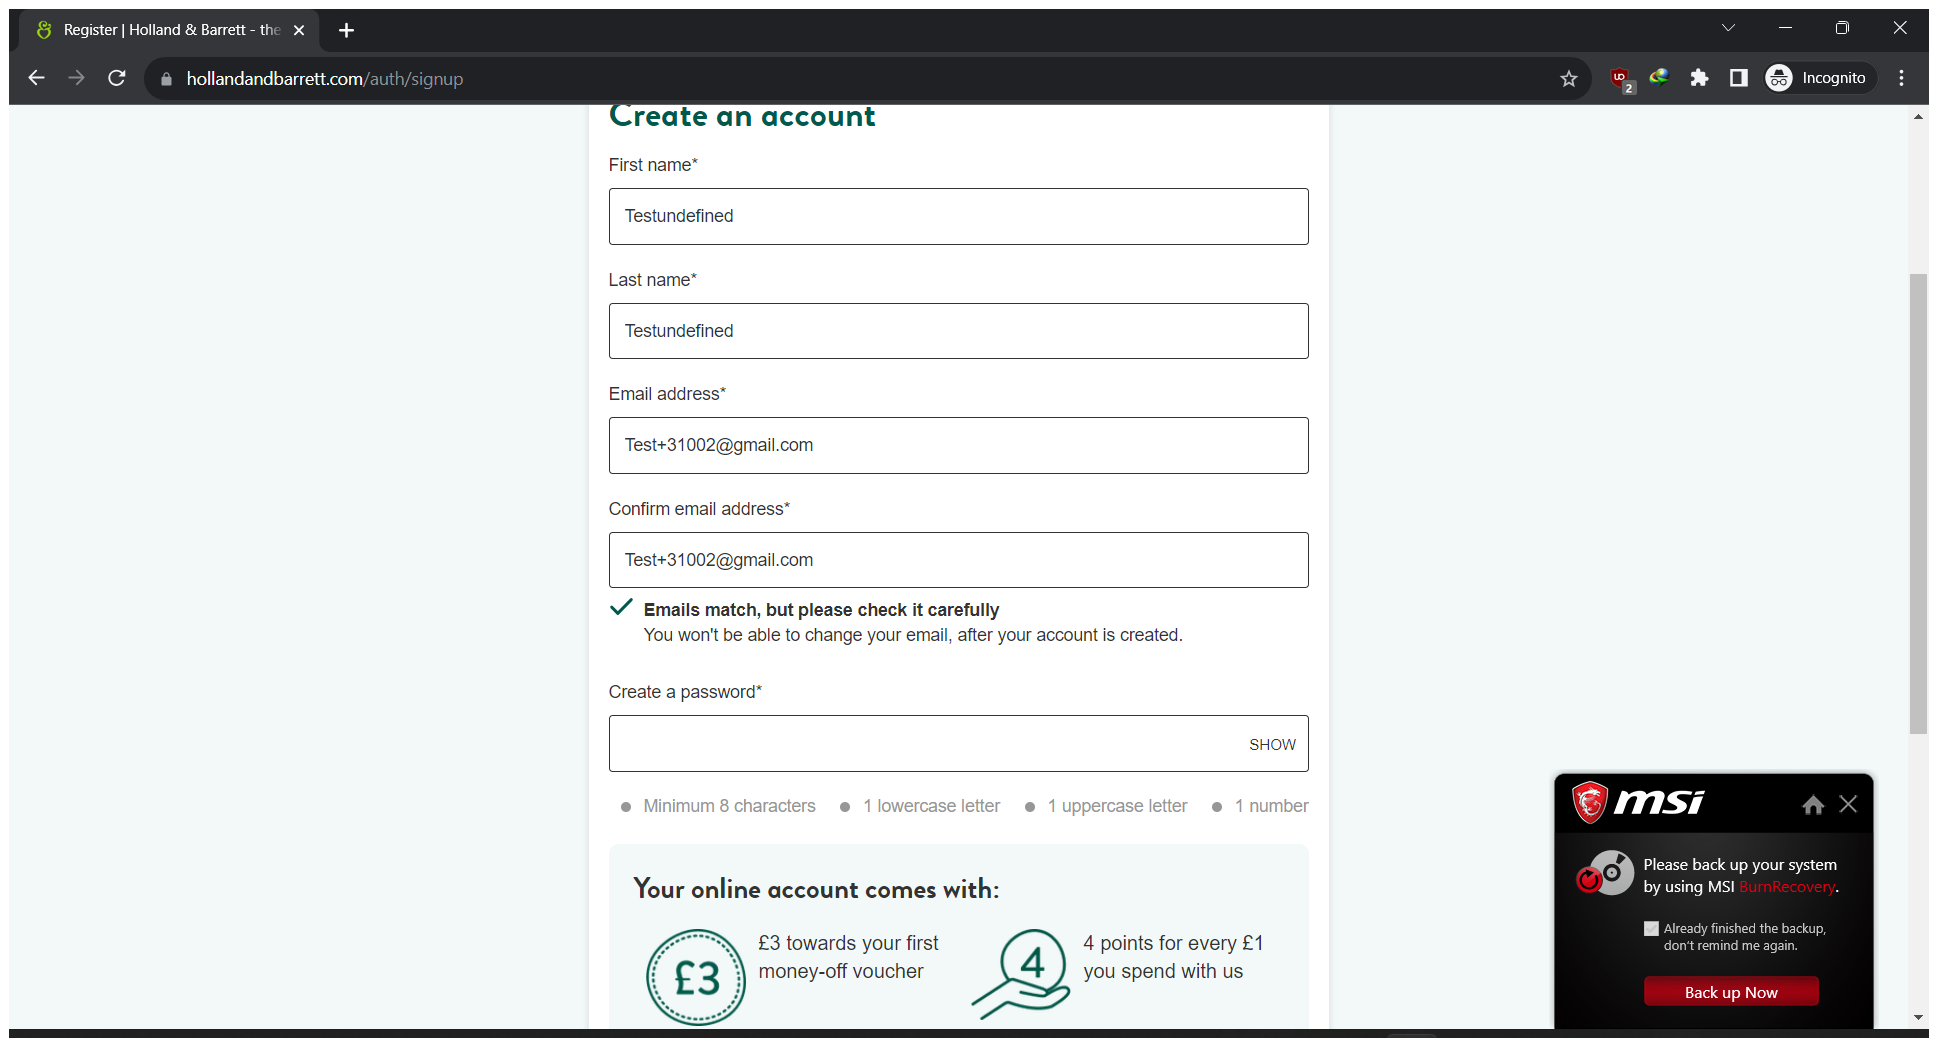 Register | Holland & Barrett - the
hollandandbarrett.com/auth/signup
2
Incognito
Create an account
First name*
Testundefined
Last name*
Testundefined
Email address*
Test+31002@gmail.com
Confirm email address*
Test+31002@gmail.com
Emails match, but please check it carefully
You won't be able to change your email, after your account is created.
Create a password*
SHOW
Minimum 8 characters
1 lowercase letter
1 uppercase letter
1 number
Your online account comes with:
£3
£3 towards your first
money-off voucher
4
4 points for every £1
you spend with us
msi
Please back up your system
by using MSI BurnRecovery.
Already finished the backup,
don't remind me again.
Back up Now